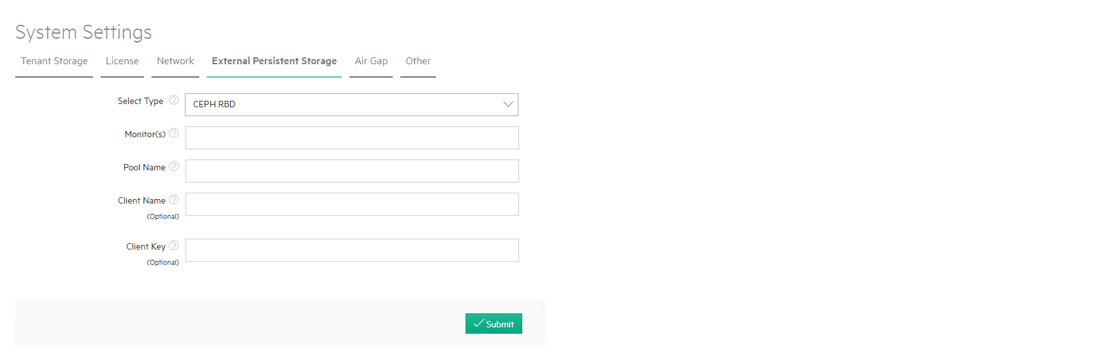 System Settings
Tenant Storage License Network External Persistent Storage Air Gap Other
Select Type ? CEPH RBD
Monitor(s) ?
Pool Name ?
Client Name ?
(Optional)
Client Key ?
(Optional)
Submit